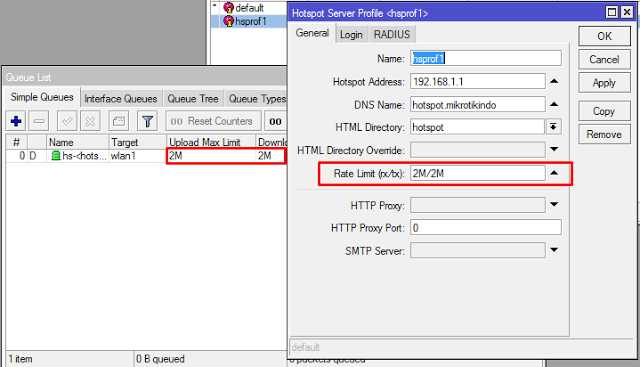 default
hsprof1
Queue List
Simple Queues Interface Queues Queue Tree Queue Types
00 Reset Counters 00
# Name Target Upload Max Limit
0 D hs-<hots... wlan1 2M 2M
1 item 0 B queued 0 packets queued
Hotspot Server Profile <hsprof1>
General Login RADIUS
Name: hsprof1
Hotspot Address: 192.168.1.1
DNS Name: hotspot.mikrotikindo
HTML Directory: hotspot
HTML Directory Override:
Rate Limit (rx/tx): 2M/2M
HTTP Proxy:
HTTP Proxy Port: 0
SMTP Server:
default
OK
Cancel
Apply
Copy
Remove